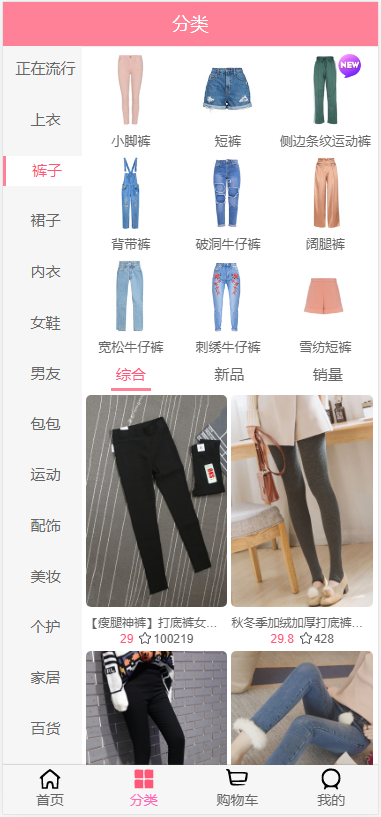 分类
正在流行
上衣
裤子
裙子
内衣
女鞋
男友
包包
运动
配饰
美妆
个护
家居
百货
NEW
小脚裤 短裤 侧边条纹运动裤
背带裤 破洞牛仔裤 阔腿裤
宽松牛仔裤 刺绣牛仔裤 雪纺短裤
综合 新品 销量
【瘦腿神裤】打底裤女... 秋冬季加绒加厚打底裤...
29 100219 29.8 428
首页 分类 购物车 我的